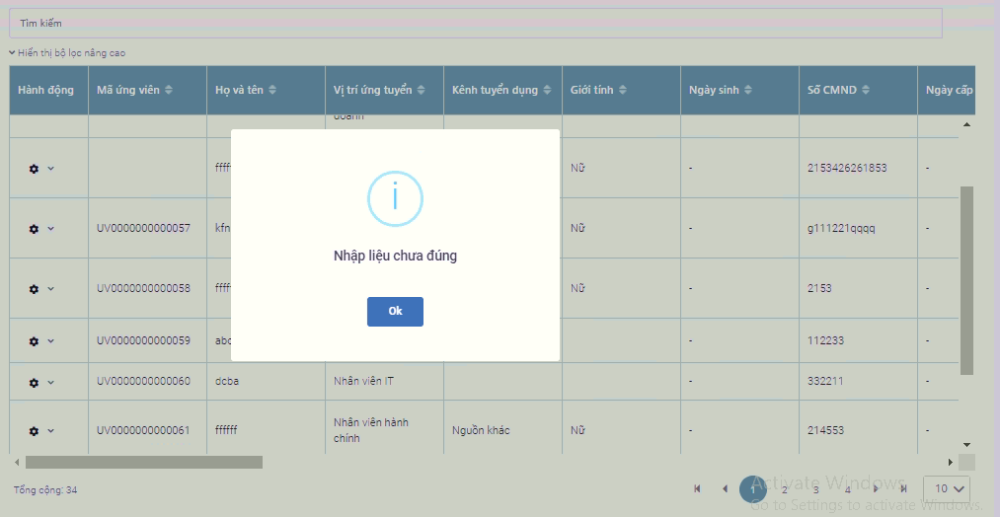 Tìm kiếm
Hiển thị bộ lọc nâng cao
Hành động Mã ứng viên Họ và tên Vị trí ứng tuyển Kênh tuyển dụng Giới tính Ngày sinh Số CMND Ngày cấp
doanh
Nữ - 2153426261853 -
UV0000000000057 kfn Nữ - g111221qqqq -
UV0000000000058 Nữ - 2153 -
UV0000000000059 - 112233 -
UV0000000000060 dcba Nhân viên IT - 332211 -
UV0000000000061 ffffff Nhân viên hành
chính Nguồn khác Nữ - 214553 -
Nhập liệu chưa đúng
Ok
Tổng cộng: 34
1 2 3 4 10
Activate Windows
Go to Settings to activate Windows.